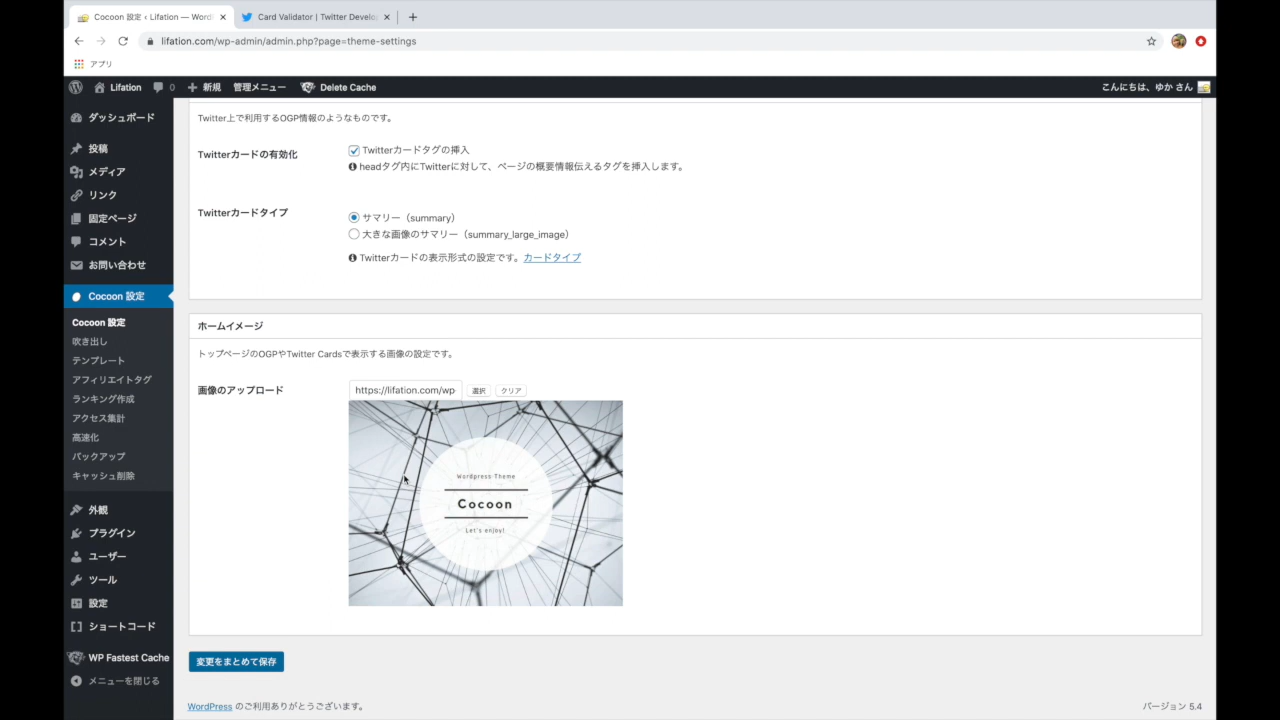 Cocoon 設定 ‹ Lifation — Word
Card Validator | Twitter Develo
lifation.com/wp-admin/admin.php?page=theme-settings
アプリ
Lifation
0
新規
管理メニュー
Delete Cache
こんにちは、ゆか さん
ダッシュボード
投稿
メディア
リンク
固定ページ
コメント
お問い合わせ
Cocoon 設定
Cocoon 設定
吹き出し
テンプレート
アフィリエイトタグ
ランキング作成
アクセス集計
高速化
バックアップ
キャッシュ削除
外観
プラグイン
ユーザー
ツール
設定
ショートコード
WP Fastest Cache
メニューを閉じる
Twitter上で利用するOGP情報のようなものです。
Twitterカードの有効化
Twitterカードタグの挿入
headタグ内にTwitterに対して、ページの概要情報伝えるタグを挿入します。
Twitterカードタイプ
サマリー（summary）
大きな画像のサマリー（summary_large_image）
Twitterカードの表示形式の設定です。カードタイプ
ホームイメージ
トップページのOGPやTwitter Cardsで表示する画像の設定です。
画像のアップロード
https://lifation.com/wp-
選択
クリア
Wordpress Theme
Cocoon
Let's enjoy!
変更をまとめて保存
WordPress のご利用ありがとうございます。
バージョン 5.4